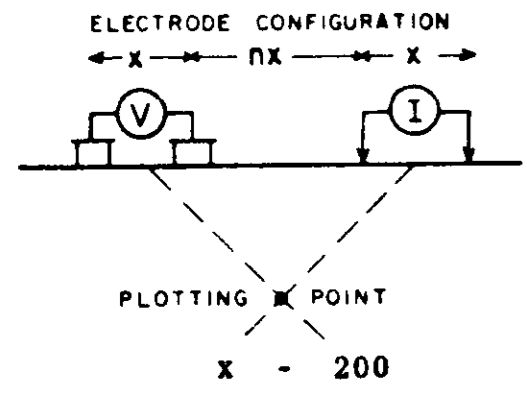 ELECTRODE CONFIGURATION
x nx x
V I
PLOTTING POINT
x - 200